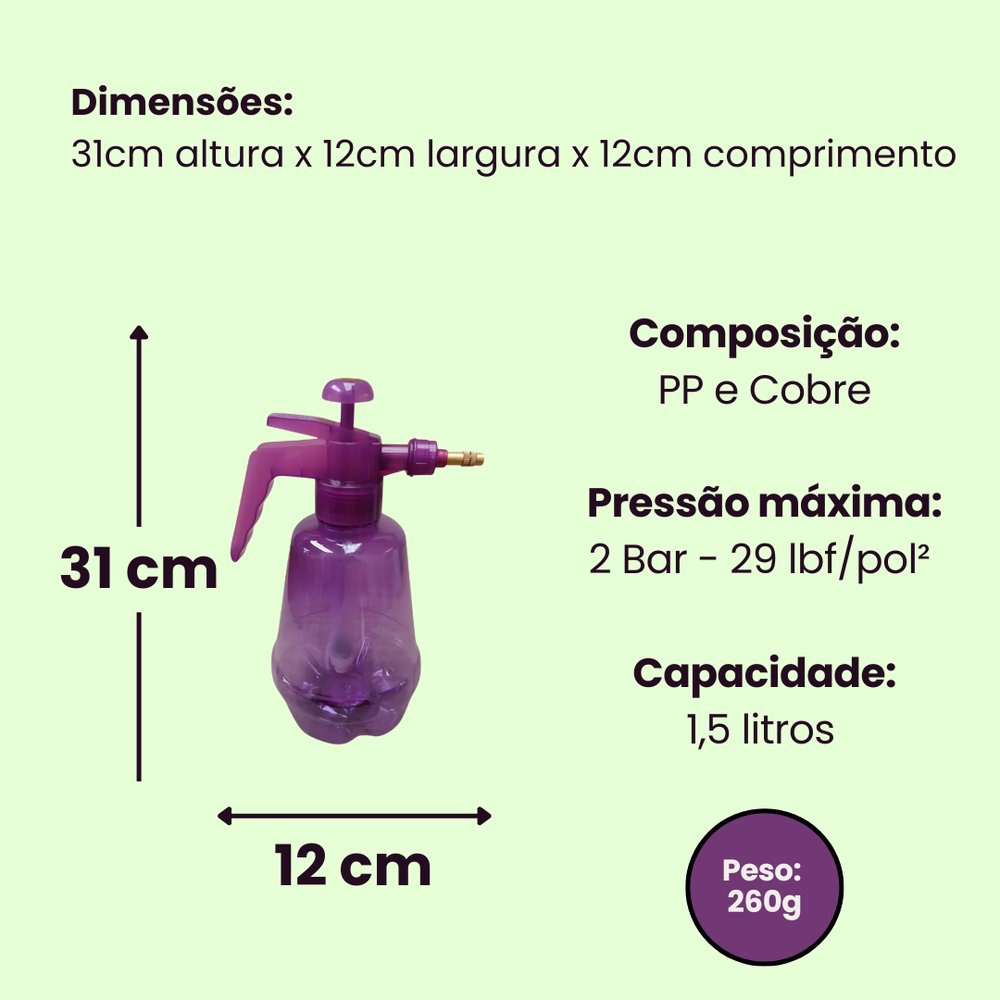 Dimensões:
31cm altura x 12cm largura x 12cm comprimento
Composição:
PP e Cobre
Pressão máxima:
2 Bar - 29 lbf/pol²
31 cm
Capacidade:
1,5 litros
12 cm
Peso:
260g